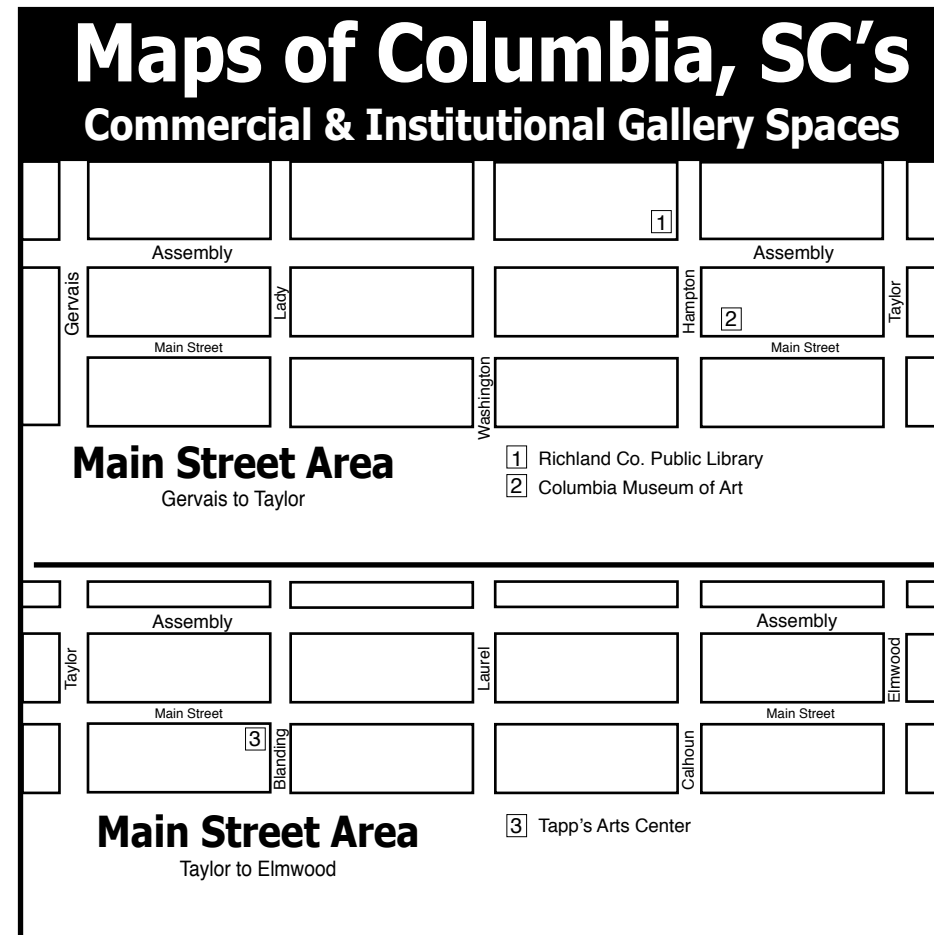 Maps of Columbia, SC’s
Commercial & Institutional Gallery Spaces
1
Assembly
Assembly
Gervais
Lady
Hampton
Taylor
2
Main Street
Main Street
Washington
Main Street Area
Gervais to Taylor
1 Richland Co. Public Library
2 Columbia Museum of Art
Assembly
Assembly
Taylor
Laurel
Elmwood
Main Street
Main Street
3
Blanding
Calhoun
Main Street Area
Taylor to Elmwood
3 Tapp’s Arts Center